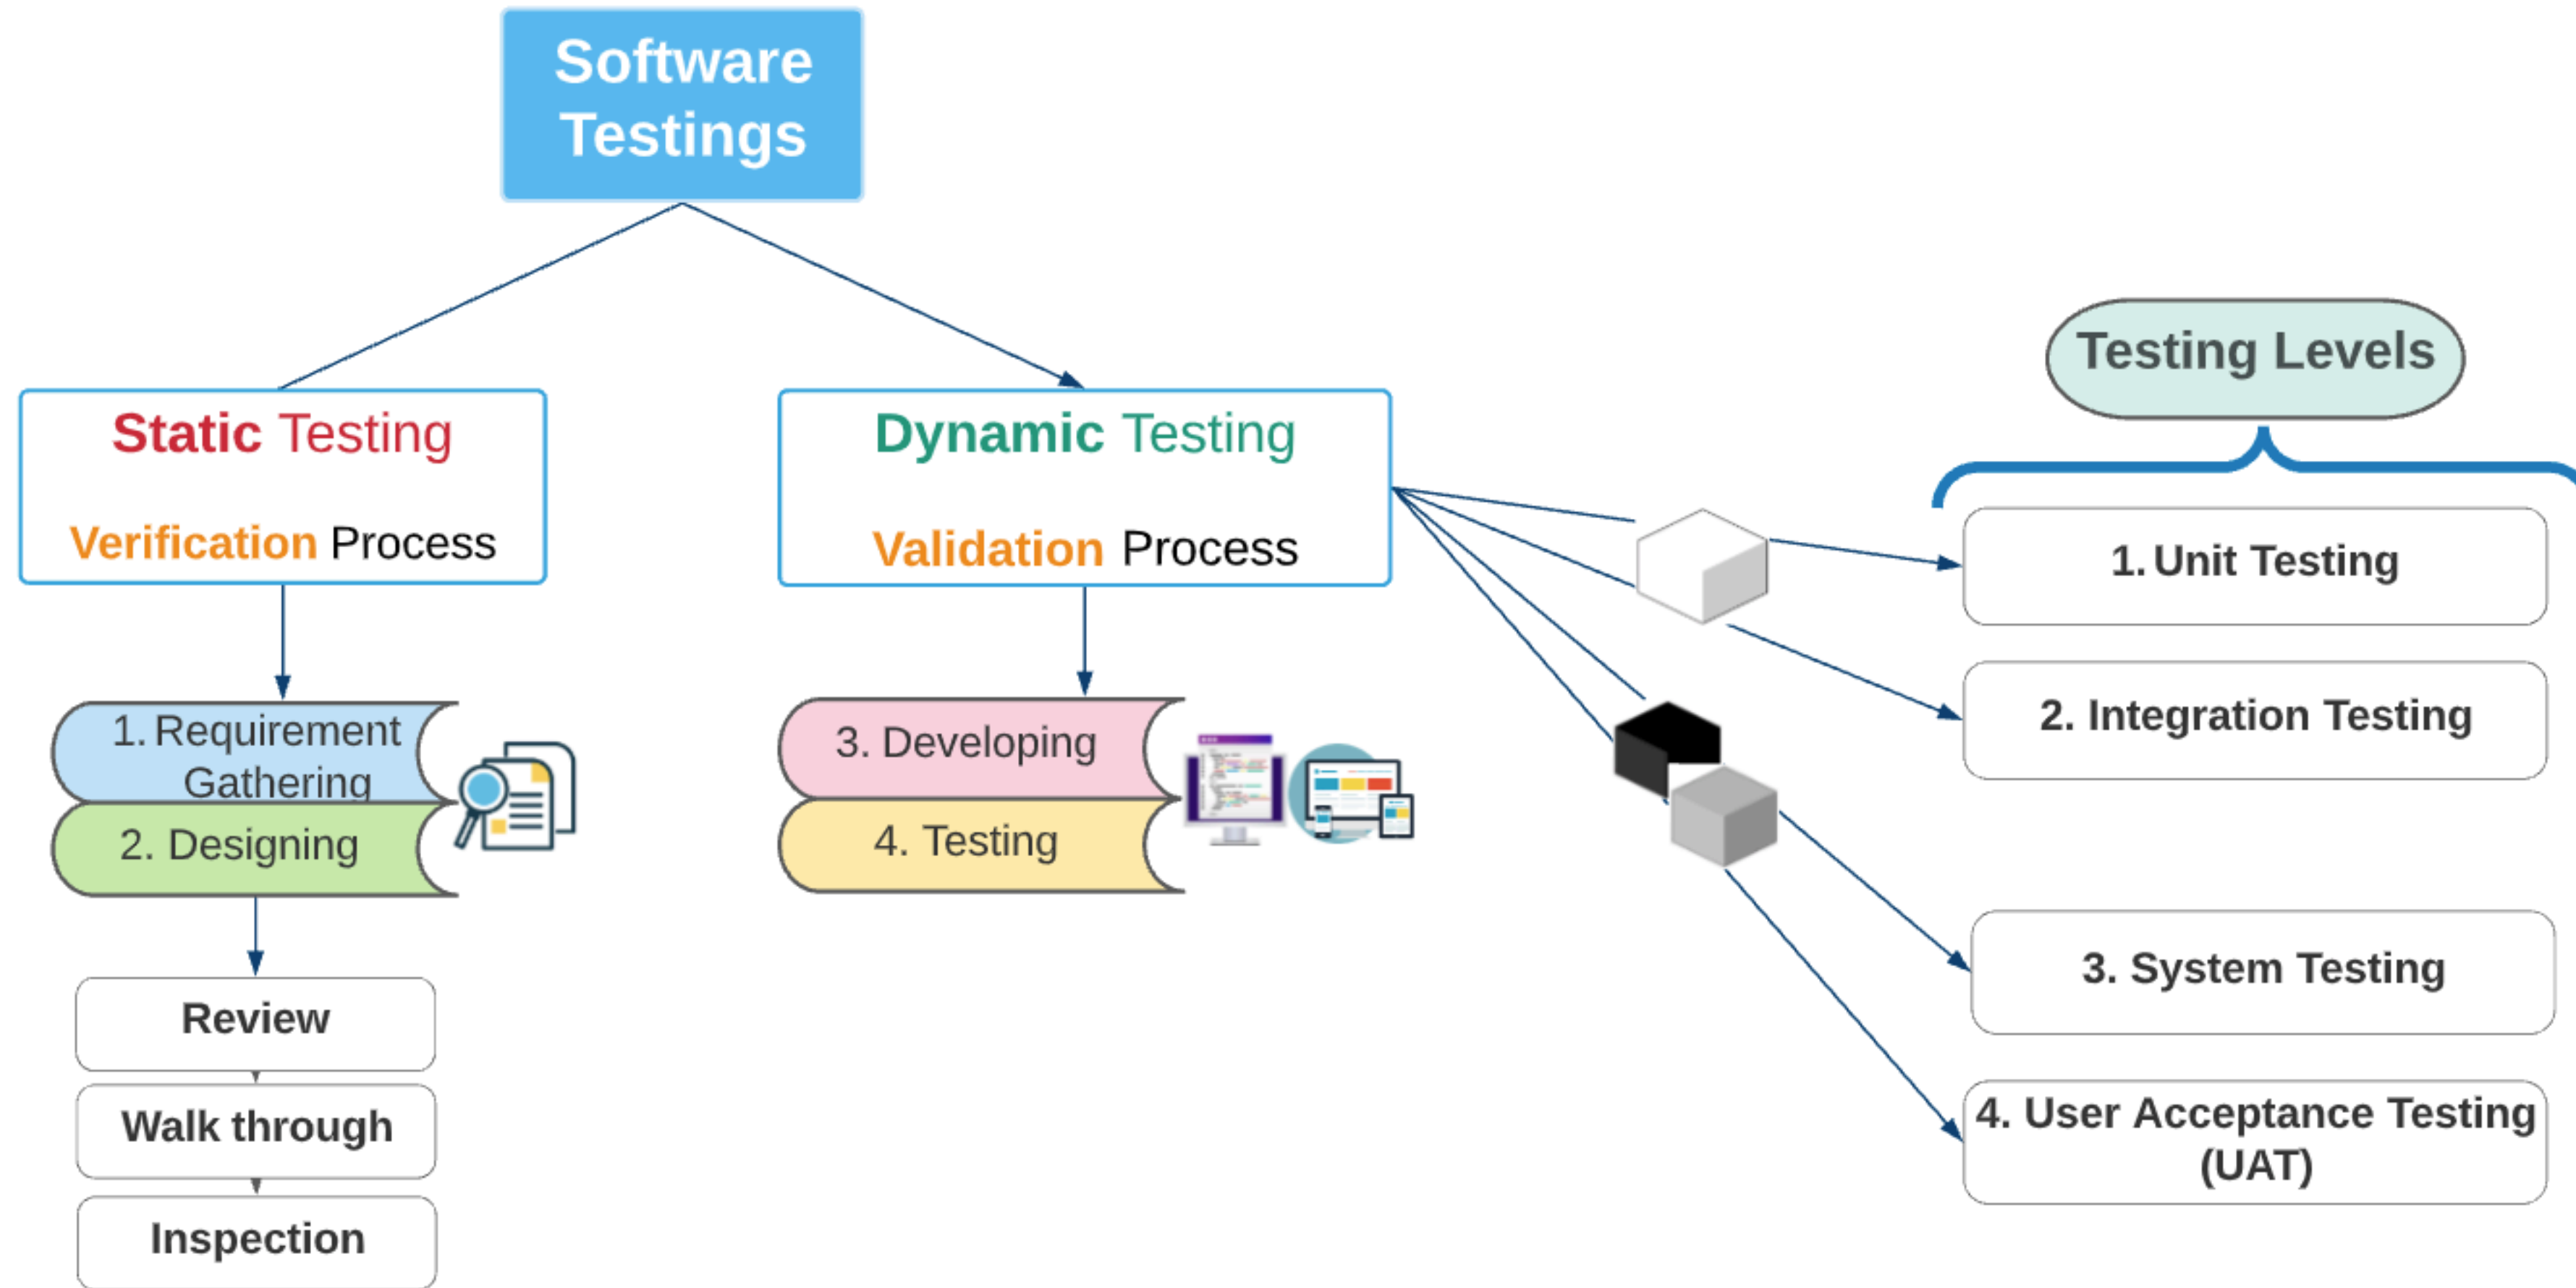 Software
Testings
Static Testing
Verification Process
Dynamic Testing
Validation Process
Testing Levels
1. Requirement
Gathering
2. Designing
3. Developing
4. Testing
1. Unit Testing
2. Integration Testing
3. System Testing
4. User Acceptance Testing
(UAT)
Review
Walk through
Inspection